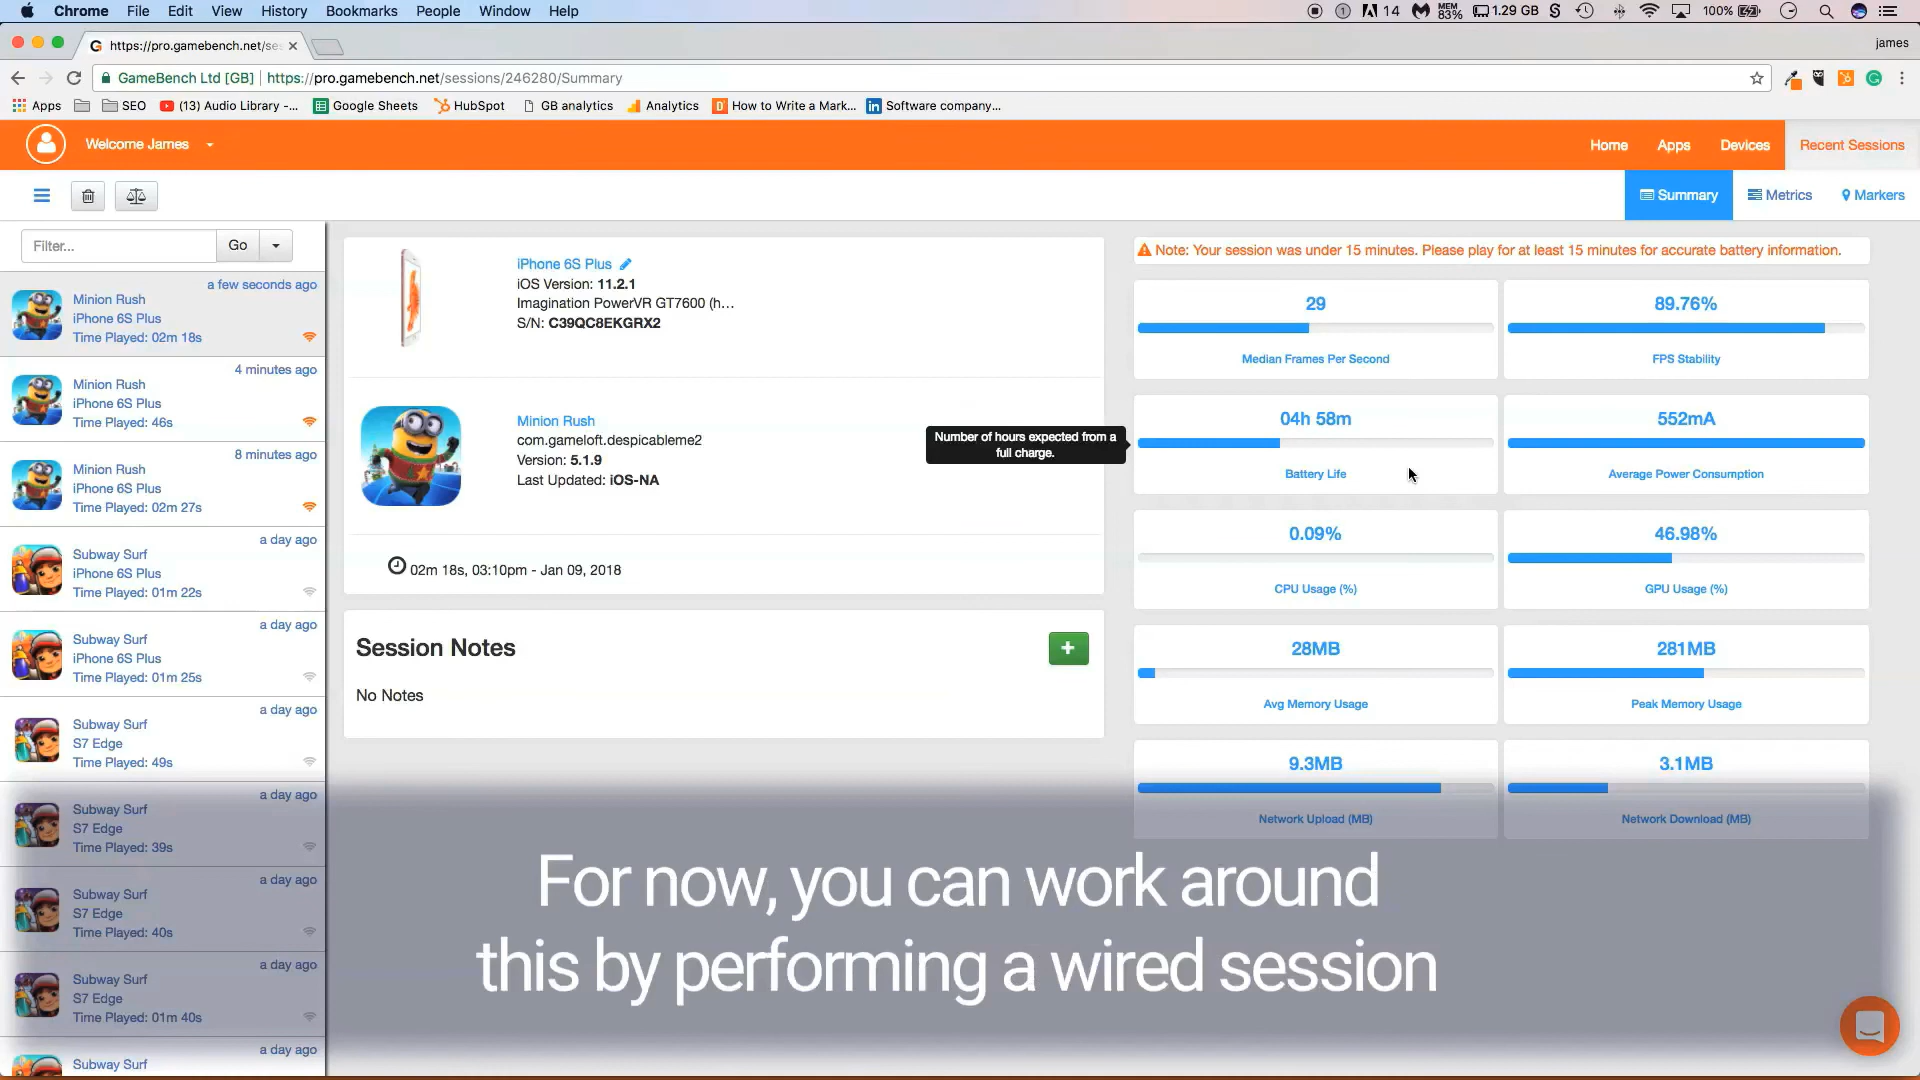 Chrome File Edit View History Bookmarks People Window Help
14 MEM 83% 1.29 GB 100%
https://pro.gamebench.net/se
james
GameBench Ltd [GB] https://pro.gamebench.net/sessions/246280/Summary
Apps SEO (13) Audio Library -... Google Sheets HubSpot GB analytics Analytics How to Write a Mark... Software company...
Welcome James
Home Apps Devices Recent Sessions
Summary Metrics Markers
Filter... Go
a few seconds ago
Minion Rush
iPhone 6S Plus
Time Played: 02m 18s
4 minutes ago
Minion Rush
iPhone 6S Plus
Time Played: 46s
8 minutes ago
Minion Rush
iPhone 6S Plus
Time Played: 02m 27s
a day ago
Subway Surf
iPhone 6S Plus
Time Played: 01m 22s
a day ago
Subway Surf
iPhone 6S Plus
Time Played: 01m 25s
a day ago
Subway Surf
S7 Edge
Time Played: 49s
a day ago
Subway Surf
S7 Edge
Time Played: 39s
a day ago
Subway Surf
S7 Edge
Time Played: 40s
a day ago
Subway Surf
S7 Edge
Time Played: 01m 40s
a day ago
Subway Surf
iPhone 6S Plus
iOS Version: 11.2.1
Imagination PowerVR GT7600 (h...
S/N: C39QC8EKGRX2
Minion Rush
com.gameloft.despicableme2
Version: 5.1.9
Last Updated: iOS-NA
02m 18s, 03:10pm - Jan 09, 2018
Session Notes
+
No Notes
Number of hours expected from a
full charge.
Note: Your session was under 15 minutes. Please play for at least 15 minutes for accurate battery information.
29
Median Frames Per Second
89.76%
FPS Stability
04h 58m
Battery Life
552mA
Average Power Consumption
0.09%
CPU Usage (%)
46.98%
GPU Usage (%)
28MB
Avg Memory Usage
281MB
Peak Memory Usage
9.3MB
Network Upload (MB)
3.1MB
Network Download (MB)
For now, you can work around
this by performing a wired session